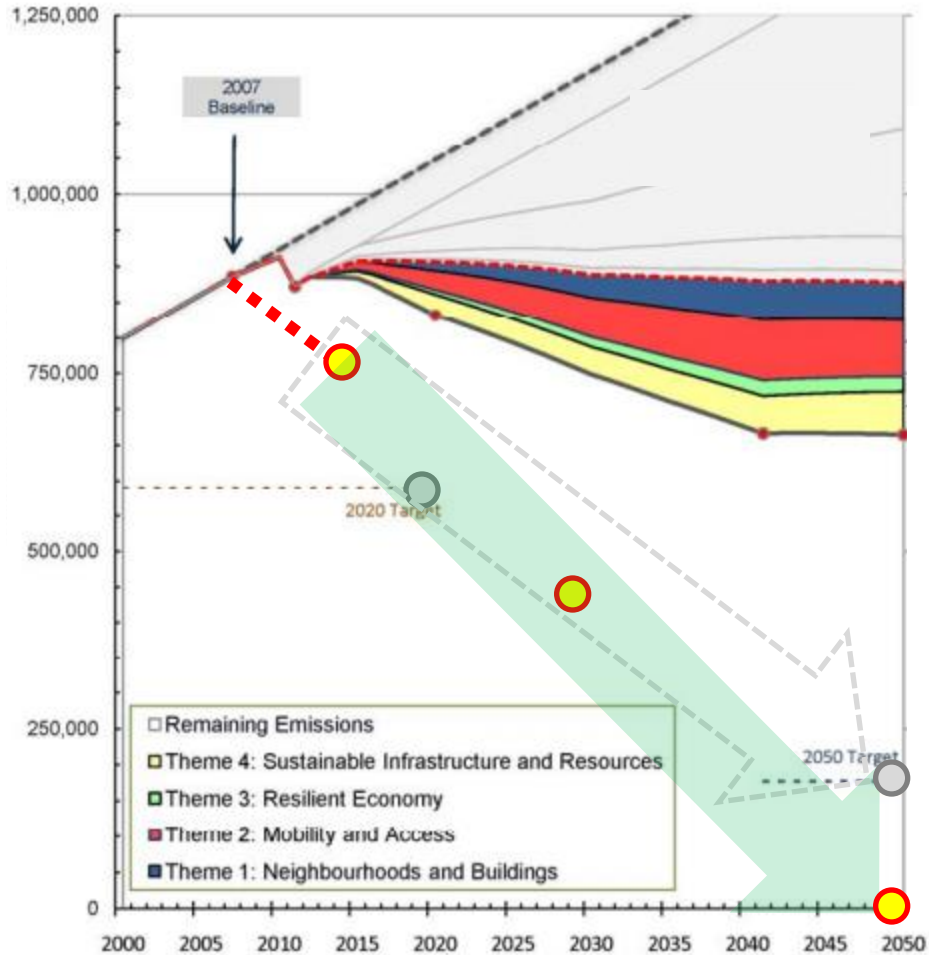 1,250,000
2007
Baseline
1,000,000
750,000
2020 Target
500,000
250,000
Remaining Emissions
Theme 4: Sustainable Infrastructure and Resources
Theme 3: Resilient Economy
Theme 2: Mobility and Access
Theme 1: Neighbourhoods and Buildings
2050 Target
0
2000 2005 2010 2015 2020 2025 2030 2035 2040 2045 2050